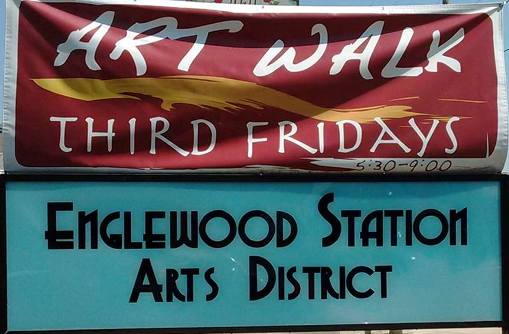 ART WALK
THIRD FRIDAYS
5:30-9:00
ENGLEWOOD STATION
ARTS DISTRICT